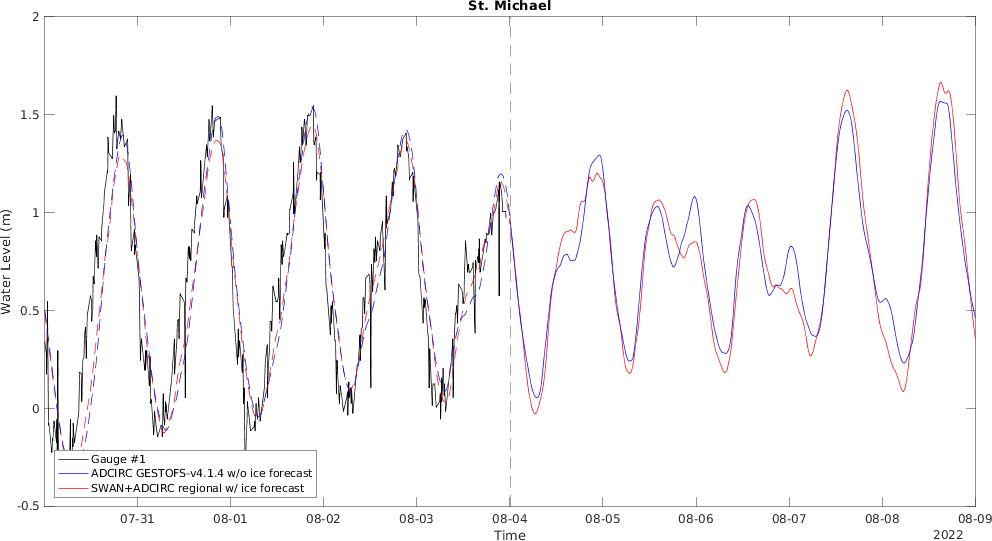 St. Michael
2
1.5
1
0.5
0
-0.5
Water Level (m)
Gauge #1
ADCIRC GESTOFS-v4.1.4 w/o ice forecast
SWAN+ADCIRC regional w/ ice forecast
07-31 08-01 08-02 08-03 08-04 08-05 08-06 08-07 08-08 08-09
Time
2022